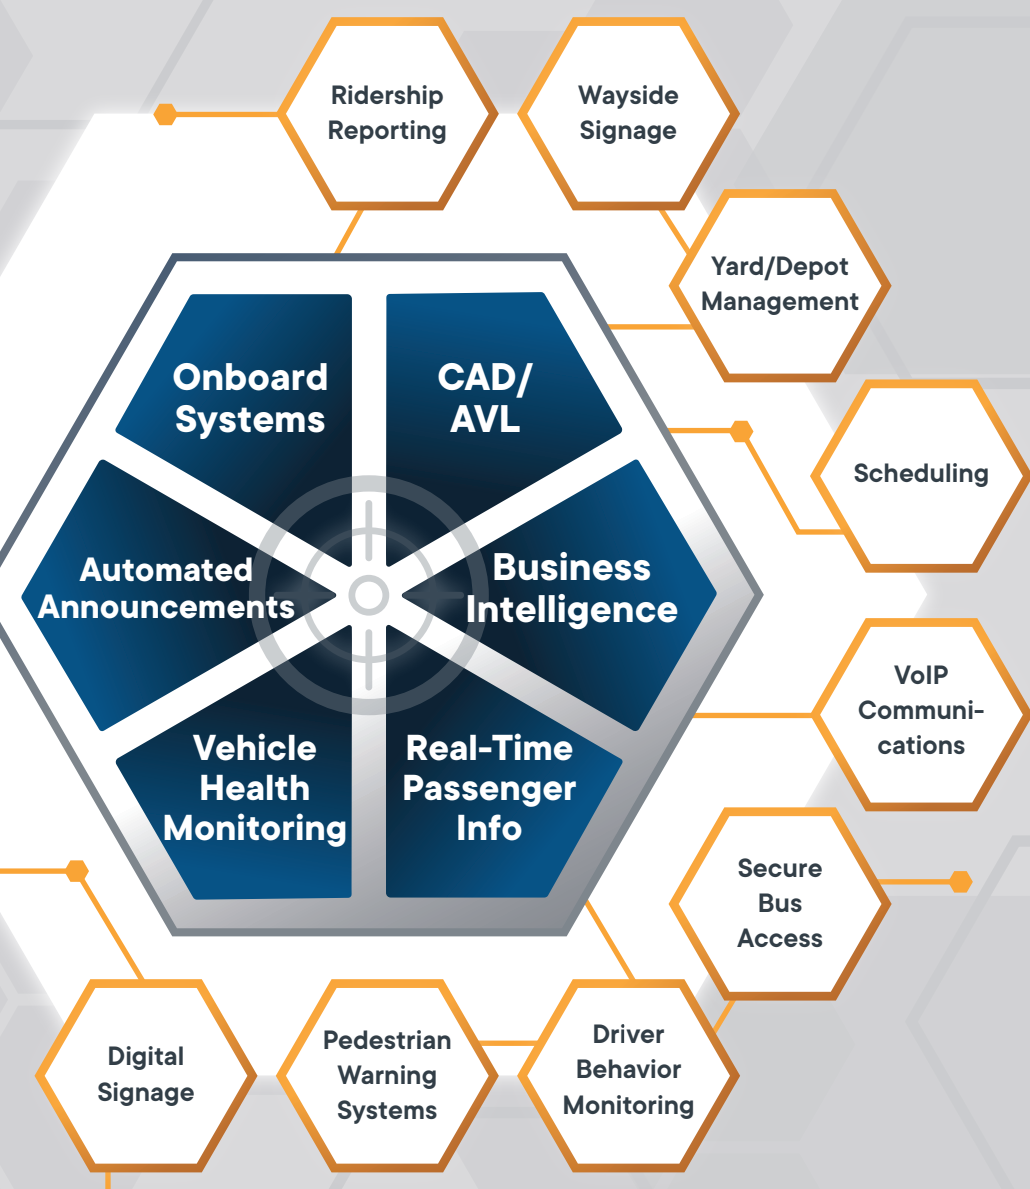 Ridership
Reporting
Wayside
Signage
Yard/Depot
Management
Onboard
Systems
CAD/
AVL
Scheduling
Automated
Announcements
Business
Intelligence
VoIP
Communi-
cations
Vehicle
Health
Monitoring
Real-Time
Passenger
Info
Secure
Bus
Access
Digital
Signage
Pedestrian
Warning
Systems
Driver
Behavior
Monitoring